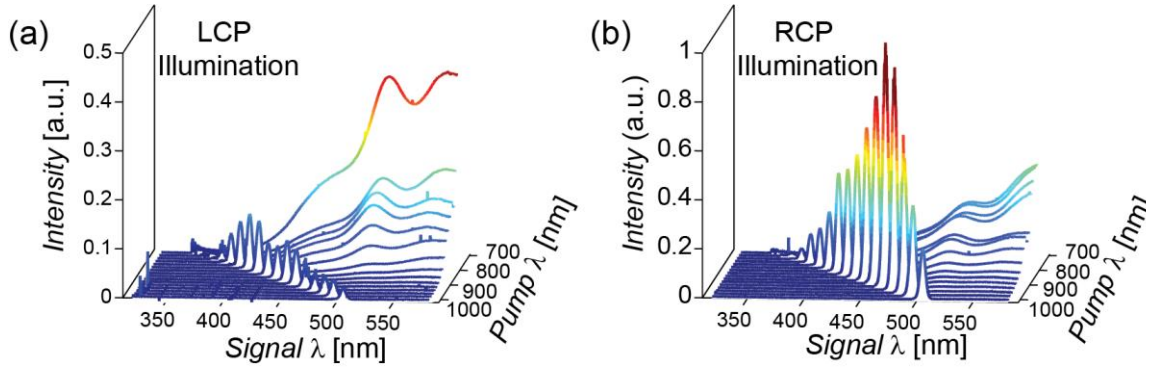 (a)
LCP
Illumination
Intensity [a.u.]
0.5
0.4
0.3
0.2
0.1
0
350
400
450
500
550
Signal λ [nm]
700
800
900
1000
Pump λ [nm]
(b)
RCP
Illumination
Intensity (a.u.)
1
0.8
0.6
0.4
0.2
0
350
400
450
500
550
Signal λ [nm]
700
800
900
1000
Pump λ [nm]